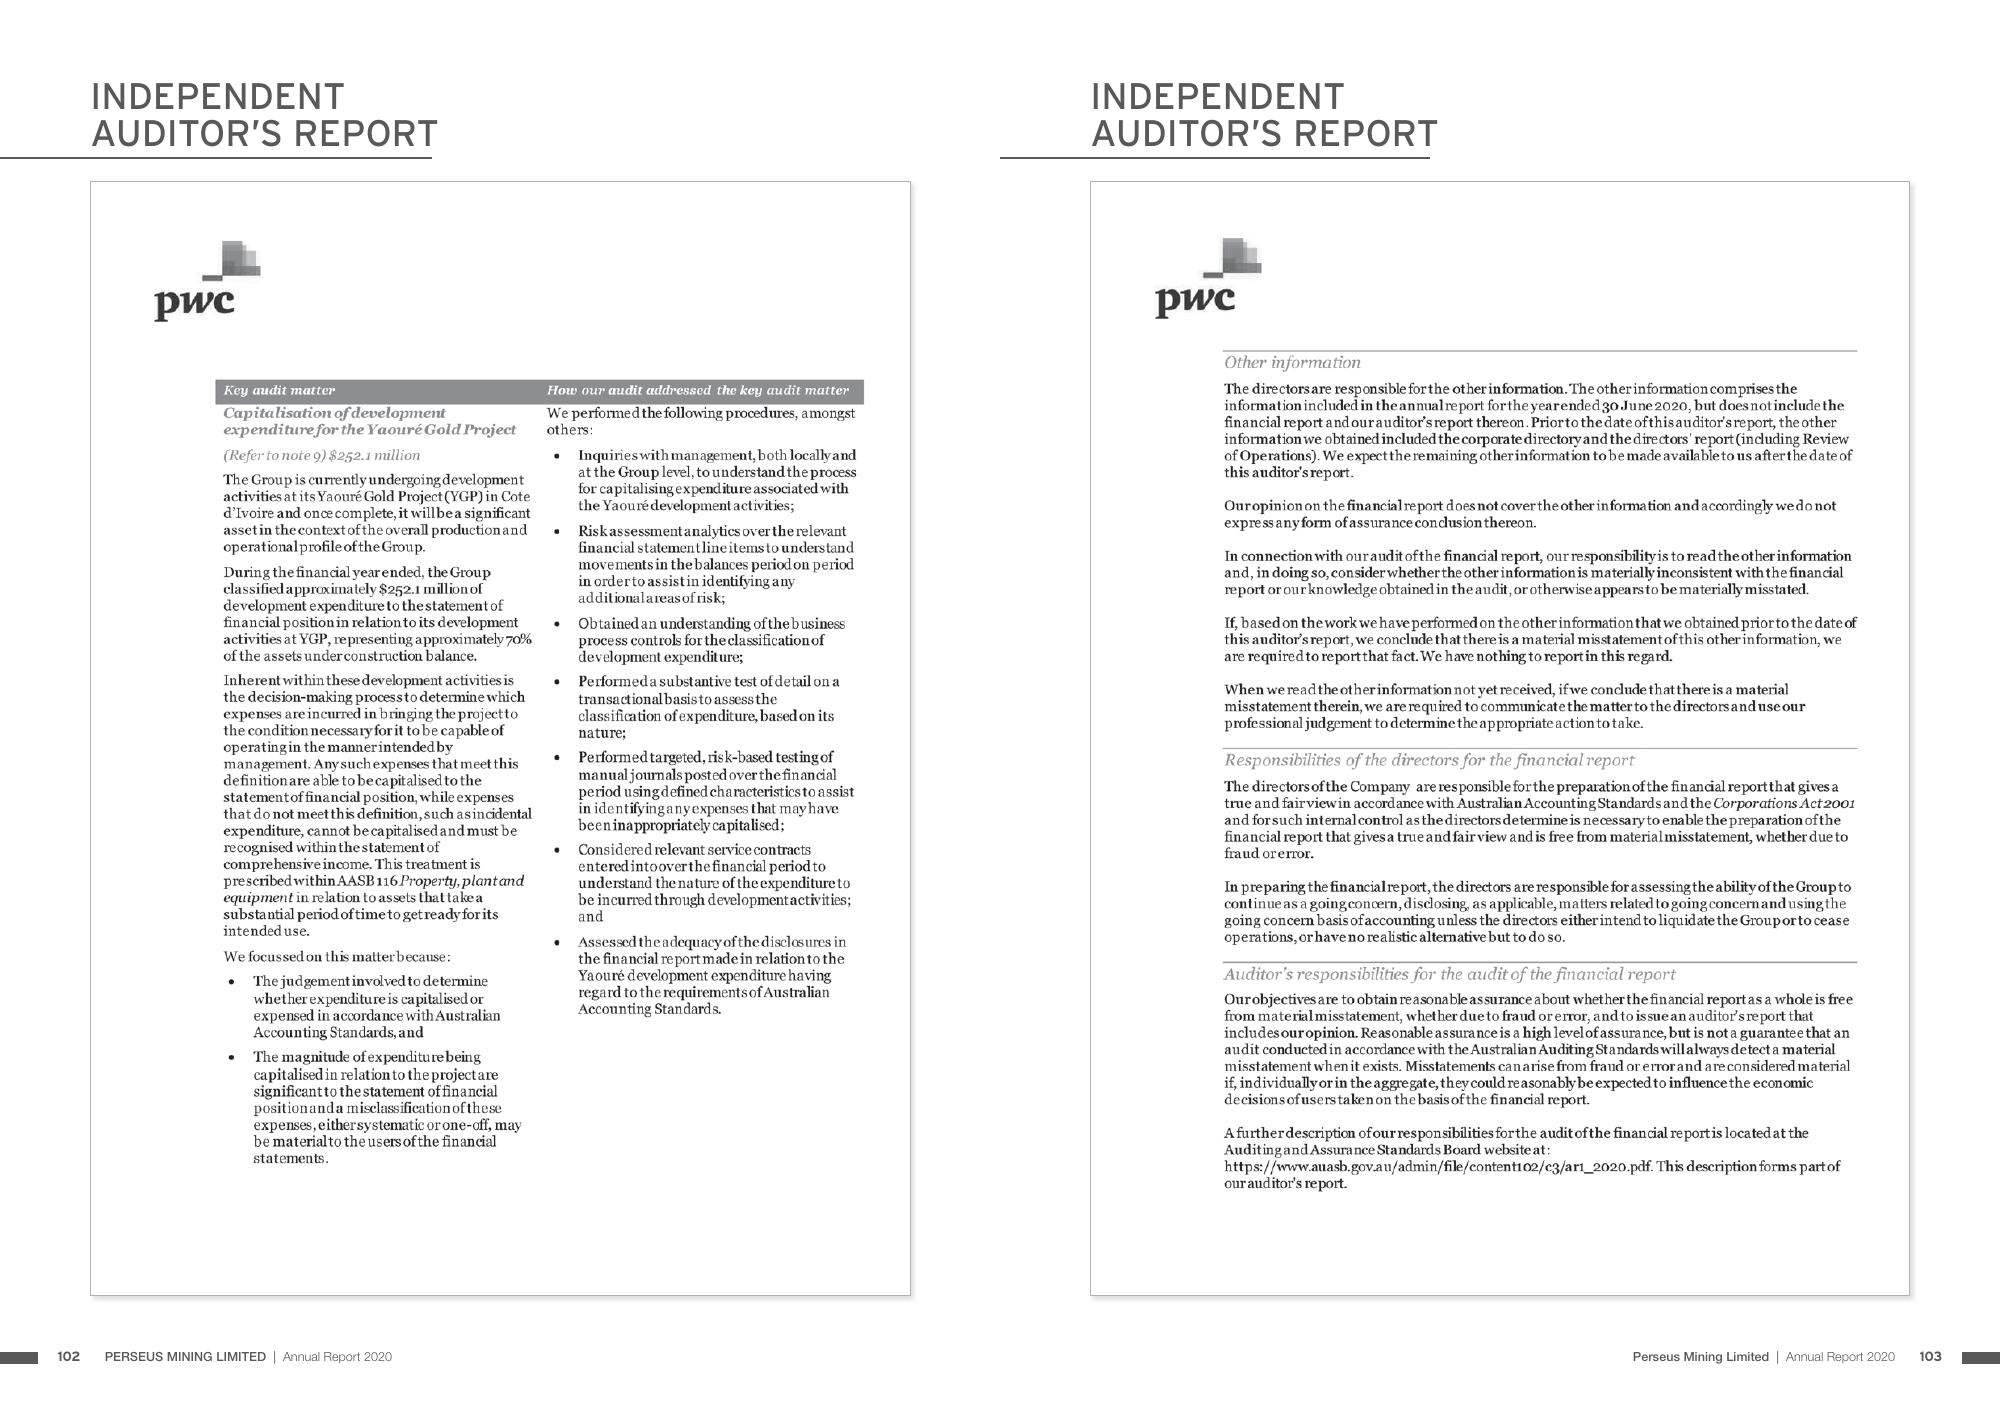 INDEPENDENT
AUDITOR'S REPORT
pwc
Key audit matter
How our audit addressed the key audit matter
Capitalisation of development
expenditure for the Yaouré Gold Project
(Refer to note 9) $252.1 million
The Group is currently undergoing development
activities at its Yaouré Gold Project (YGP) in Cote
d'Ivoire and once complete, it will be a significant
asset in the context of the overall production and
operational profile of the Group.
During the financial year ended, the Group
classified approximately $252.1 million of
development expenditure to the statement of
financial position in relation to its development
activities at YGP, representing approximately 70%
of the assets under construction balance.
Inherent within these development activities is
the decision-making process to determine which
expenses are incurred in bringing the project to
the condition necessary for it to be capable of
operating in the manner intended by
management. Any such expenses that meet this
definition are able to be capitalised to the
statement of financial position, while expenses
that do not meet this definition, such as incidental
expenditure, cannot be capitalised and must be
recognised within the statement of
comprehensive income. This treatment is
prescribed within AASB 116 Property, plant and
equipment in relation to assets that take a
substantial period of time to get ready for its
intended use.
We focussed on this matter because:
• The judgement involved to determine
whether expenditure is capitalised or
expensed in accordance with Australian
Accounting Standards, and
• The magnitude of expenditure being
capitalised in relation to the project are
significant to the statement of financial
position and a misclassification of these
expenses, either systematic or one-off, may
be material to the users of the financial
statements.
We performed the following procedures, amongst
others:
• Inquiries with management, both locally and
at the Group level, to understand the process
for capitalising expenditure associated with
the Yaouré development activities;
• Risk assessment analytics over the relevant
financial statement line items to understand
movements in the balances period on period
in order to assist in identifying any
additional areas of risk;
• Obtained an understanding of the business
process controls for the classification of
development expenditure;
• Performed a substantive test of detail on a
transactional basis to assess the
classification of expenditure, based on its
nature;
• Performed targeted, risk-based testing of
manual journals posted over the financial
period using defined characteristics to assist
in identifying any expenses that may have
been inappropriately capitalised;
• Considered relevant service contracts
entered into over the financial period to
understand the nature of the expenditure to
be incurred through development activities;
and
• Assessed the adequacy of the disclosures in
the financial report made in relation to the
Yaouré development expenditure having
regard to the requirements of Australian
Accounting Standards.
102 PERSEUS MINING LIMITED | Annual Report 2020
INDEPENDENT
AUDITOR'S REPORT
pwc
Other information
The directors are responsible for the other information. The other information comprises the
information included in the annual report for the year ended 30 June 2020, but does not include the
financial report and our auditor's report thereon. Prior to the date of this auditor's report, the other
information we obtained included the corporate directory and the directors' report (including Review
of Operations). We expect the remaining other information to be made available to us after the date of
this auditor's report.
Our opinion on the financial report does not cover the other information and accordingly we do not
express any form of assurance conclusion thereon.
In connection with our audit of the financial report, our responsibility is to read the other information
and, in doing so, consider whether the other information is materially inconsistent with the financial
report or our knowledge obtained in the audit, or otherwise appears to be materially misstated.
If, based on the work we have performed on the other information that we obtained prior to the date of
this auditor's report, we conclude that there is a material misstatement of this other information, we
are required to report that fact. We have nothing to report in this regard.
When we read the other information not yet received, if we conclude that there is a material
misstatement therein, we are required to communicate the matter to the directors and use our
professional judgement to determine the appropriate action to take.
Responsibilities of the directors for the financial report
The directors of the Company are responsible for the preparation of the financial report that gives a
true and fair view in accordance with Australian Accounting Standards and the Corporations Act 2001
and for such internal control as the directors determine is necessary to enable the preparation of the
financial report that gives a true and fair view and is free from material misstatement, whether due to
fraud or error.
In preparing the financial report, the directors are responsible for assessing the ability of the Group to
continue as a going concern, disclosing, as applicable, matters related to going concern and using the
going concern basis of accounting unless the directors either intend to liquidate the Group or to cease
operations, or have no realistic alternative but to do so.
Auditor's responsibilities for the audit of the financial report
Our objectives are to obtain reasonable assurance about whether the financial report as a whole is free
from material misstatement, whether due to fraud or error, and to issue an auditor's report that
includes our opinion. Reasonable assurance is a high level of assurance, but is not a guarantee that an
audit conducted in accordance with the Australian Auditing Standards will always detect a material
misstatement when it exists. Misstatements can arise from fraud or error and are considered material
if, individually or in the aggregate, they could reasonably be expected to influence the economic
decisions of users taken on the basis of the financial report.
A further description of our responsibilities for the audit of the financial report is located at the
Auditing and Assurance Standards Board website at:
https://www.auasb.gov.au/admin/file/content102/c3/ar1_2020.pdf. This description forms part of
our auditor's report.
Perseus Mining Limited | Annual Report 2020 103